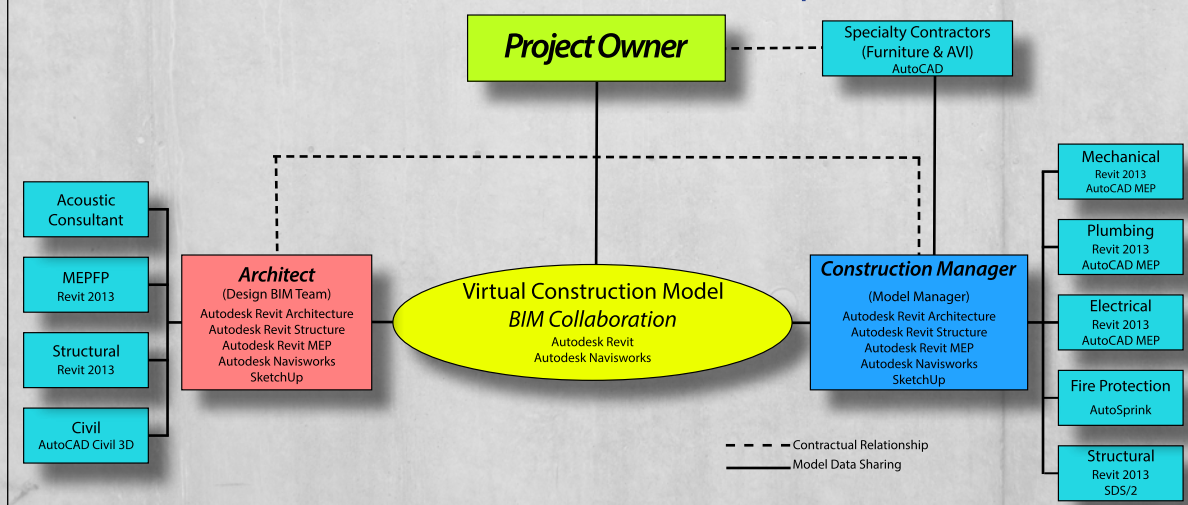 Project Owner
Specialty Contractors
(Furniture & AVI)
AutoCAD
Acoustic
Consultant
MEPFP
Revit 2013
Structural
Revit 2013
Civil
AutoCAD Civil 3D
Architect
(Design BIM Team)
Autodesk Revit Architecture
Autodesk Revit Structure
Autodesk Revit MEP
Autodesk Navisworks
SketchUp
Virtual Construction Model
BIM Collaboration
Autodesk Revit
Autodesk Navisworks
Construction Manager
(Model Manager)
Autodesk Revit Architecture
Autodesk Revit Structure
Autodesk Revit MEP
Autodesk Navisworks
SketchUp
Mechanical
Revit 2013
AutoCAD MEP
Plumbing
Revit 2013
AutoCAD MEP
Electrical
Revit 2013
AutoCAD MEP
Fire Protection
AutoSprink
Structural
Revit 2013
SDS/2
Contractual Relationship
Model Data Sharing